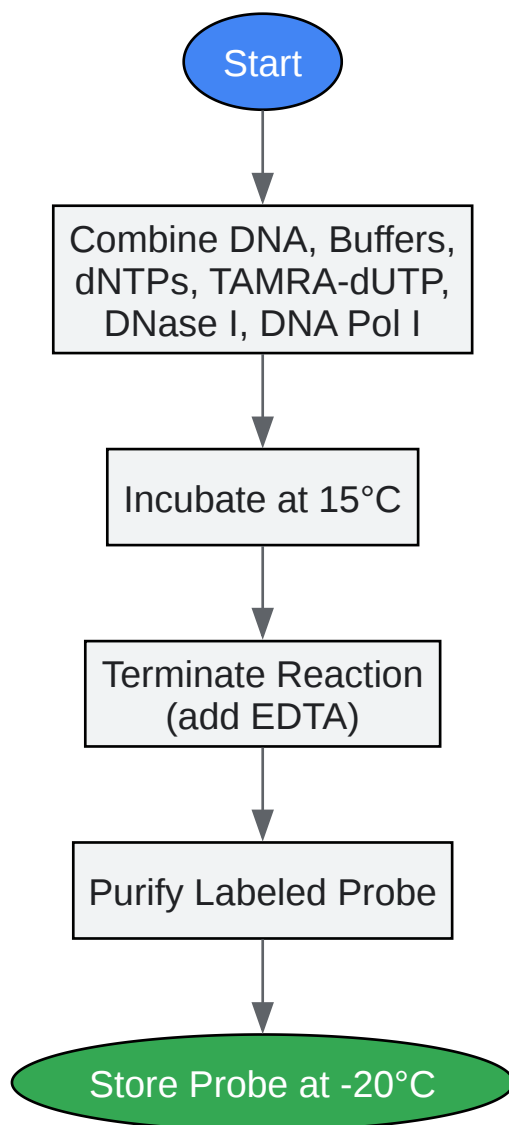 Start
Combine DNA, Buffers,
dNTPs, TAMRA-dUTP,
DNase I, DNA Pol I
Incubate at 15°C
Terminate Reaction
(add EDTA)
Purify Labeled Probe
Store Probe at -20°C